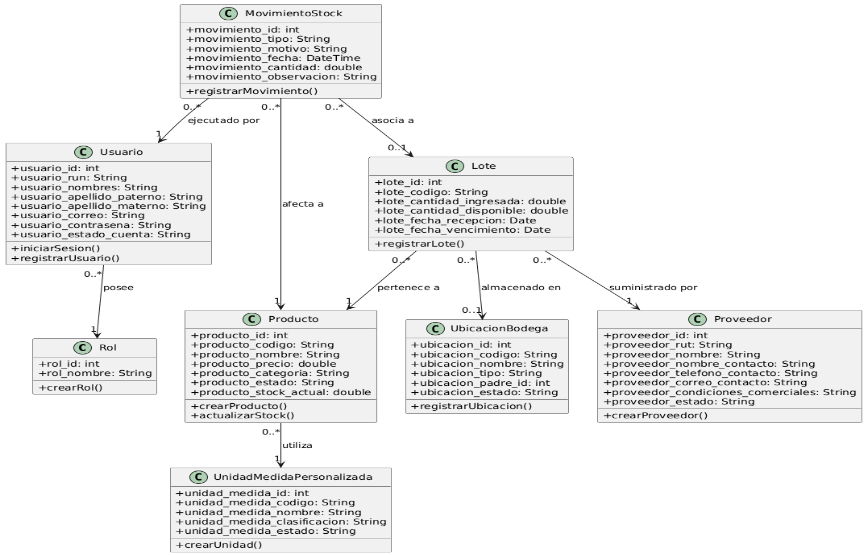 C MovimientoStock
+movimiento_id: int
+movimiento_tipo: String
+movimiento_motivo: String
+movimiento_fecha: DateTime
+movimiento_cantidad: double
+movimiento_observacion: String
+registrarMovimiento()
0..* 0..* 0..*
ejecutado por
asocia a
1
0..1
C Usuario
+usuario_id: int
+usuario_run: String
+usuario_nombres: String
+usuario_apellido_paterno: String
+usuario_apellido_materno: String
+usuario_correo: String
+usuario_contrasena: String
+usuario_estado_cuenta: String
+iniciarSesion()
+registrarUsuario()
afecta a
C Lote
+lote_id: int
+lote_codigo: String
+lote_cantidad_ingresada: double
+lote_cantidad_disponible: double
+lote_fecha_recepcion: Date
+lote_fecha_vencimiento: Date
+registrarLote()
0..*
posee
1
0..* 0..* 0..*
pertenece a
almacenado en
suministrado por
1 1 0..1 1
C Rol
+rol_id: int
+rol_nombre: String
+crearRol()
C Producto
+producto_id: int
+producto_codigo: String
+producto_nombre: String
+producto_precio: double
+producto_categoria: String
+producto_estado: String
+producto_stock_actual: double
+crearProducto()
+actualizarStock()
C UbicacionBodega
+ubicacion_id: int
+ubicacion_codigo: String
+ubicacion_nombre: String
+ubicacion_tipo: String
+ubicacion_padre_id: int
+ubicacion_estado: String
+registrarUbicacion()
C Proveedor
+proveedor_id: int
+proveedor_rut: String
+proveedor_nombre: String
+proveedor_nombre_contacto: String
+proveedor_telefono_contacto: String
+proveedor_correo_contacto: String
+proveedor_condiciones_comerciales: String
+proveedor_estado: String
+crearProveedor()
0..*
utiliza
1
C UnidadMedidaPersonalizada
+unidad_medida_id: int
+unidad_medida_codigo: String
+unidad_medida_nombre: String
+unidad_medida_clasificacion: String
+unidad_medida_estado: String
+crearUnidad()